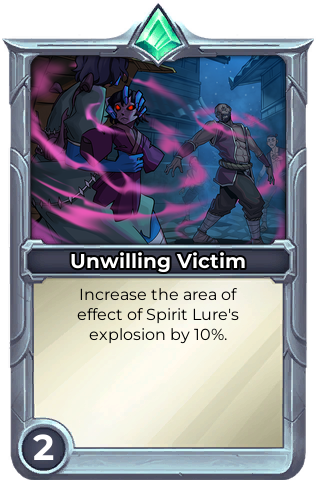 Unwilling Victim
Increase the area of
effect of Spirit Lure's
explosion by 10%.
2